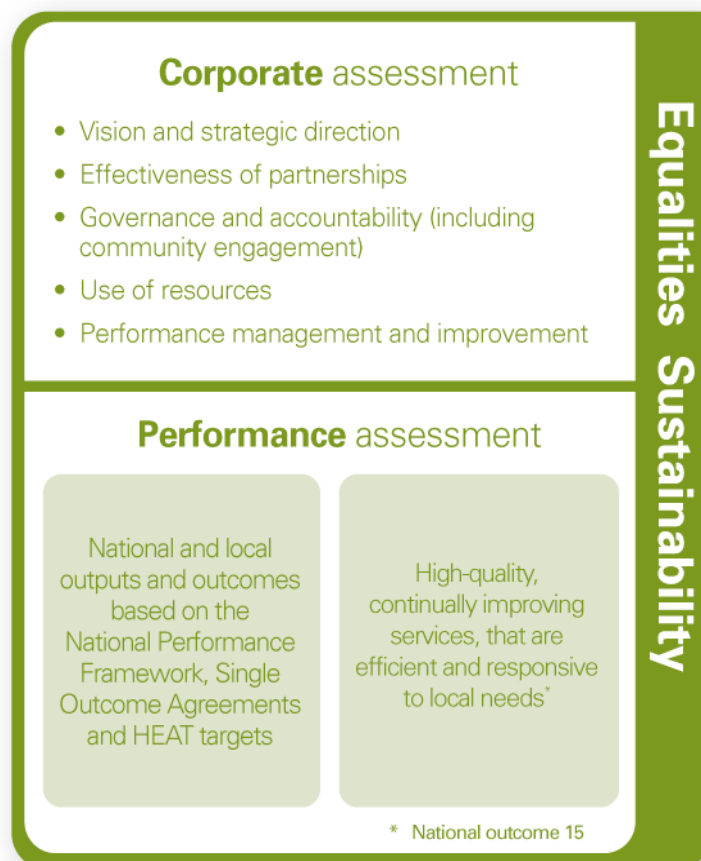 Corporate assessment
• Vision and strategic direction
• Effectiveness of partnerships
• Governance and accountability (including
community engagement)
• Use of resources
• Performance management and improvement
Performance assessment
National and local
outputs and outcomes
based on the
National Performance
Framework, Single
Outcome Agreements
and HEAT targets
High-quality,
continually improving
services, that are
efficient and responsive
to local needs*
* National outcome 15
Equalities Sustainability